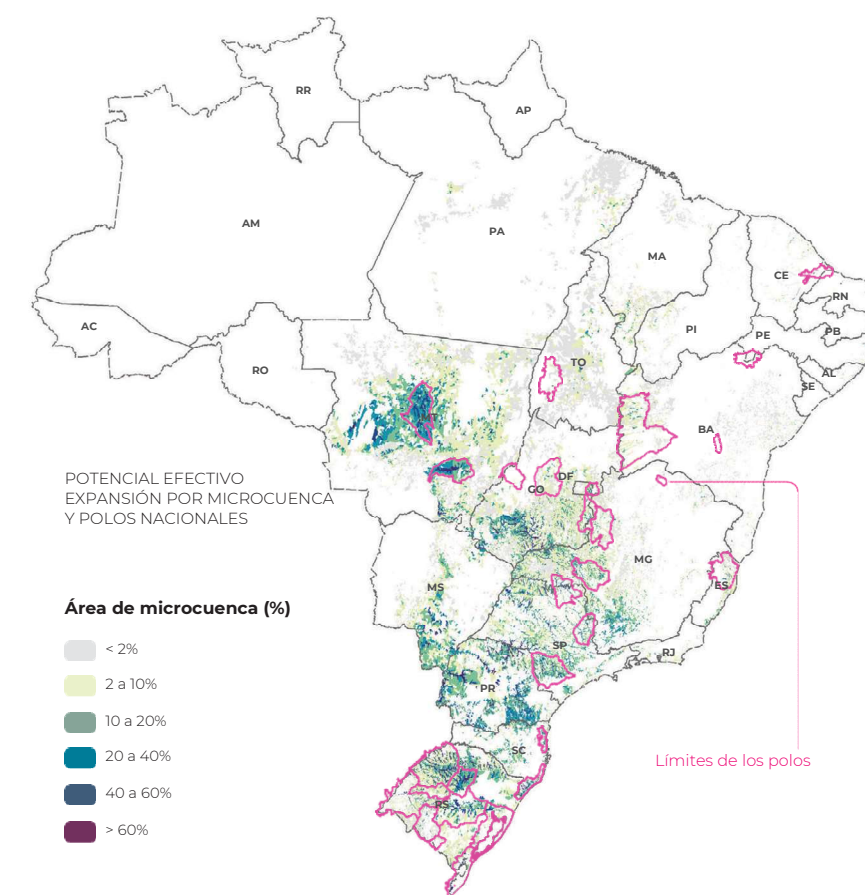 RR
AP
AM
PA
MA
CE
RN
AC
PI
PB
PE
RO
TO
AL
SE
MT
BA
POTENCIAL EFECTIVO
EXPANSIÓN POR MICROCUENCA
Y POLOS NACIONALES
GO
DF
MG
MS
ES
Área de microcuenca (%)
< 2%
2 a 10%
10 a 20%
20 a 40%
40 a 60%
> 60%
SP
RJ
PR
SC
RS
Límites de los polos